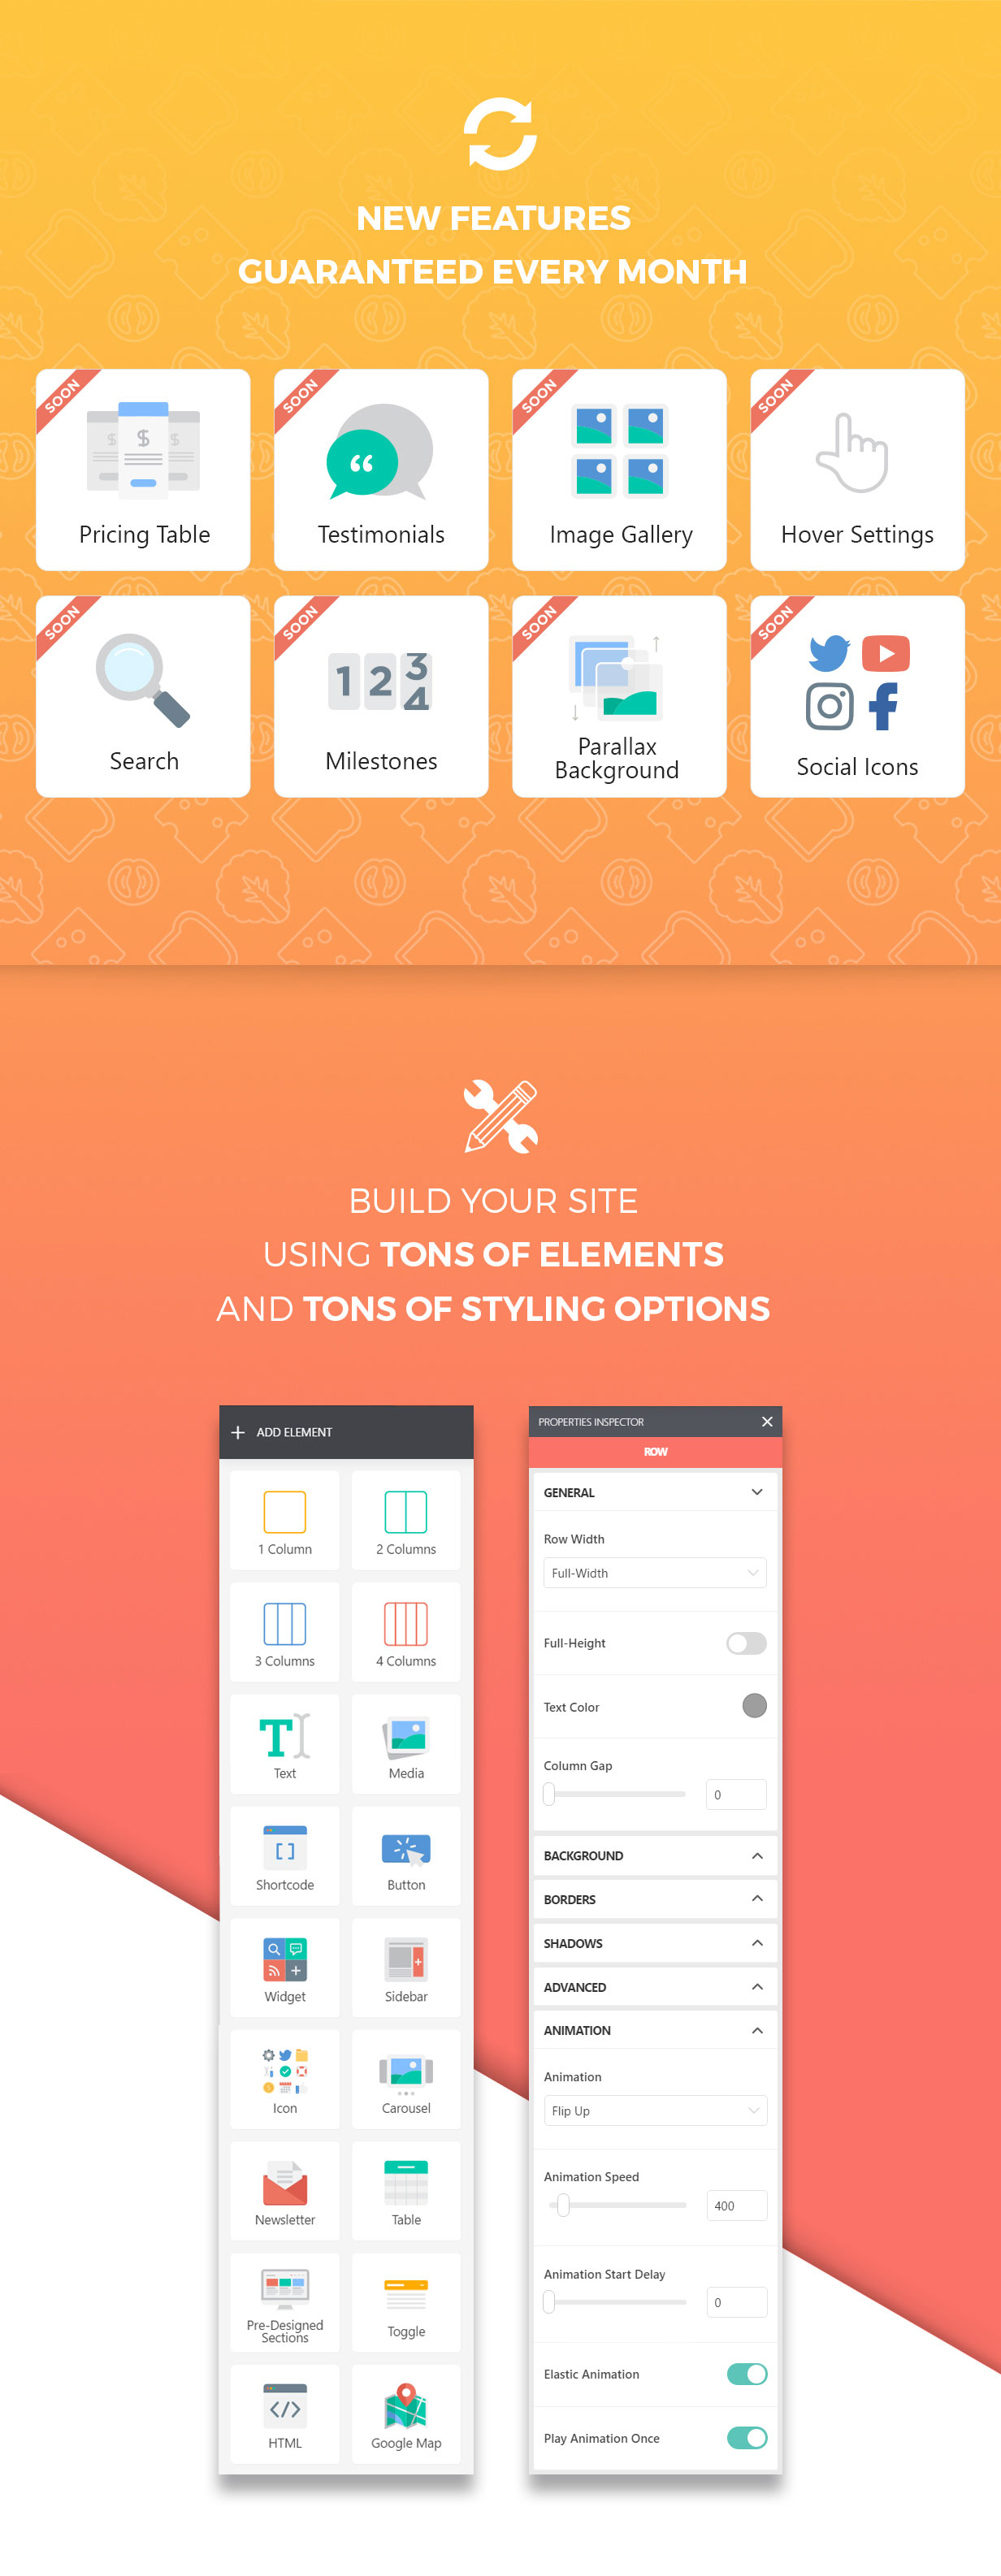 NEW FEATURES
GUARANTEED EVERY MONTH
SOON
$ $ $
Pricing Table
SOON
“
Testimonials
SOON
Image Gallery
SOON
Hover Settings
SOON
Search
SOON
1 2 3
4
Milestones
SOON
Parallax
Background
SOON
Social Icons
BUILD YOUR SITE
USING TONS OF ELEMENTS
AND TONS OF STYLING OPTIONS
+ ADD ELEMENT
1 Column
2 Columns
3 Columns
4 Columns
T
Text
Media
[ ]
Shortcode
Button
Widget
Sidebar
Icon
Carousel
Newsletter
Table
Pre-Designed
Sections
Toggle
</>
HTML
Google Map
PROPERTIES INSPECTOR
ROW
GENERAL
Row Width
Full-Width
Full-Height
Text Color
Column Gap
0
BACKGROUND
BORDERS
SHADOWS
ADVANCED
ANIMATION
Animation
Flip Up
Animation Speed
400
Animation Start Delay
0
Elastic Animation
Play Animation Once